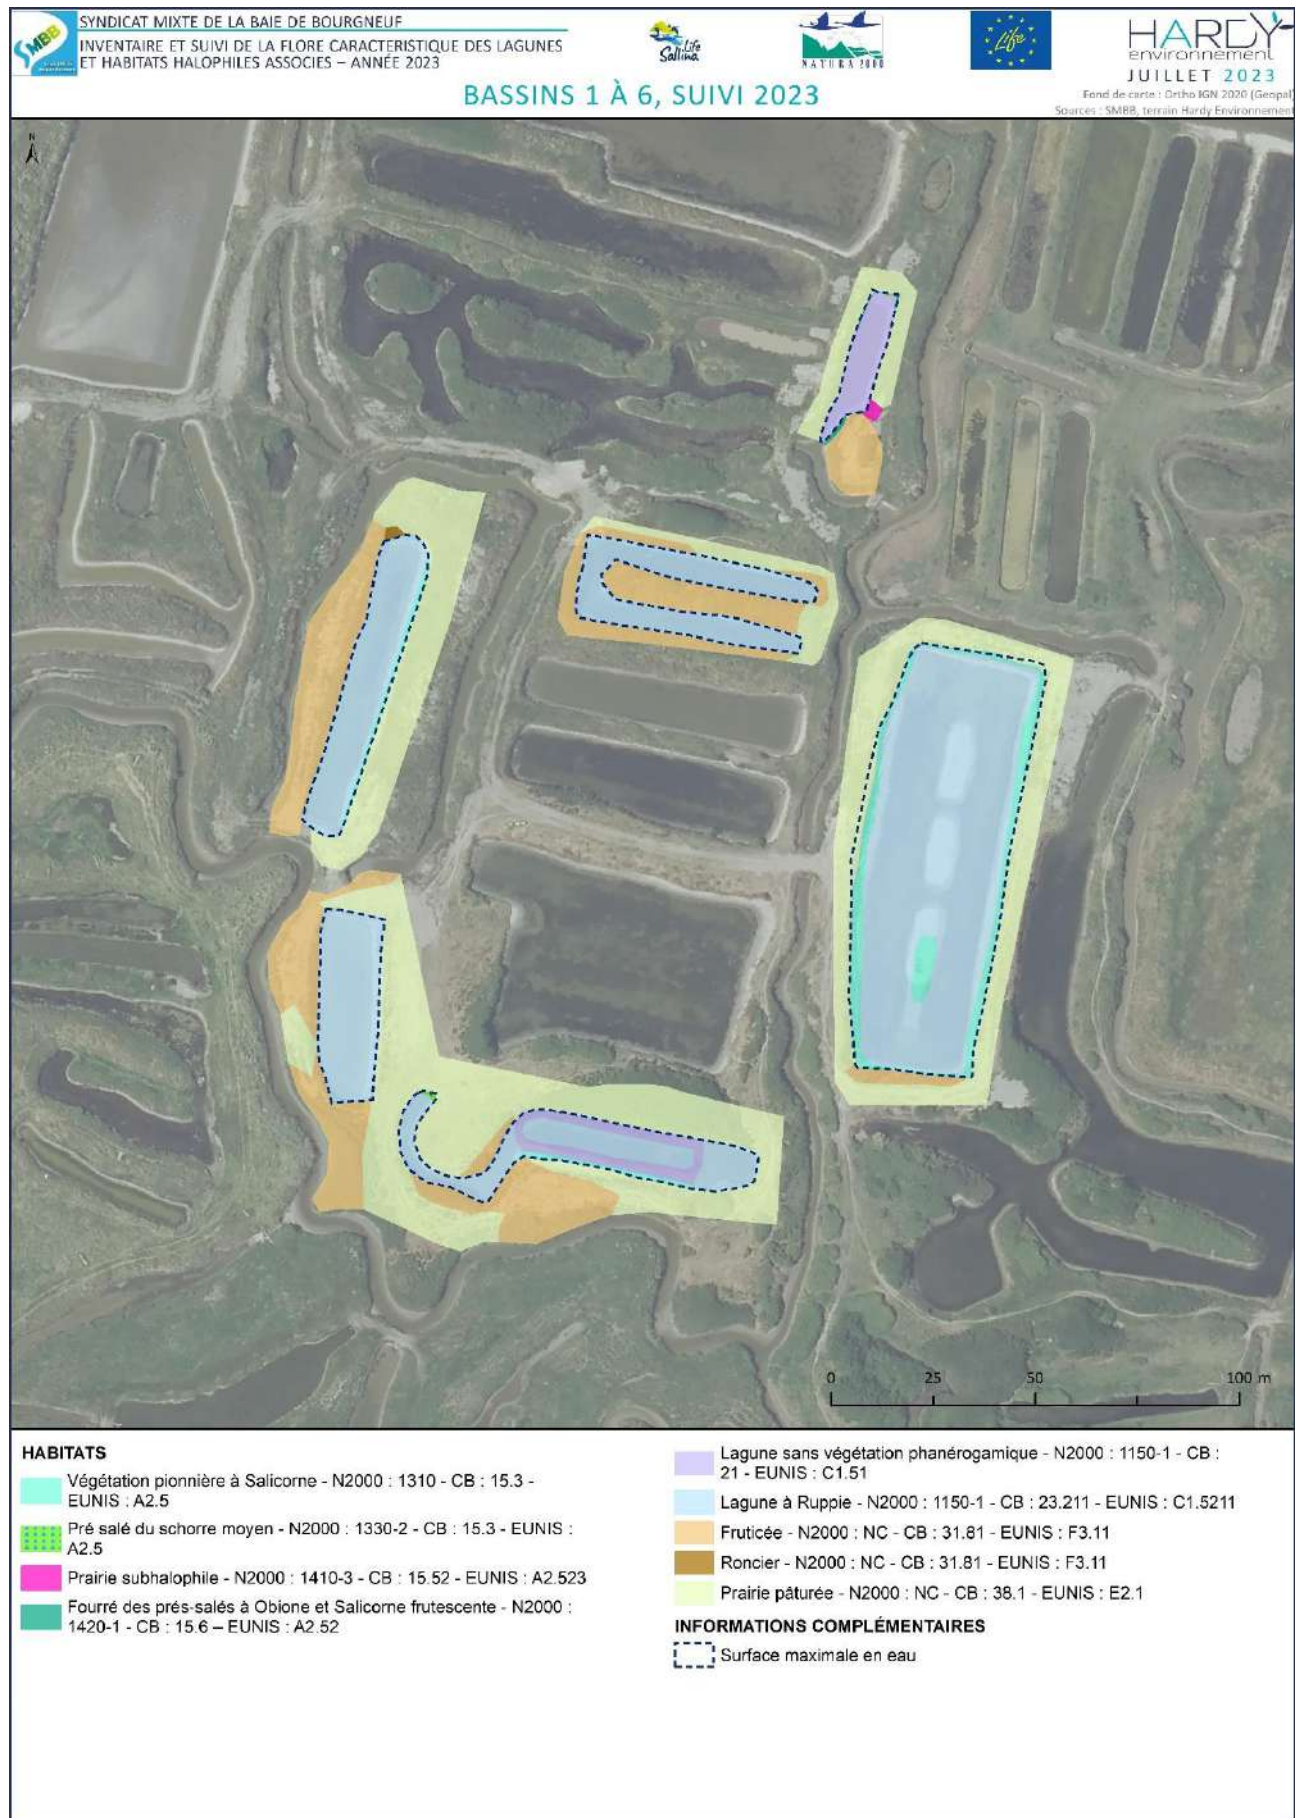 SYNDICAT MIXTE DE LA BAIE DE BOURGNEUF
INVENTAIRE ET SUIVI DE LA FLORE CARACTERISTIQUE DES LAGUNES
ET HABITATS HALOPHILES ASSOCIES – ANNÉE 2023
SMBB
Life
Sallina
NATURA 2000
Life
HARDY
environnement
JUILLET 2023
Fond de carte : Ortho IGN 2020 (Geopal)
Sources : SMBB, terrain Hardy Environnement
BASSINS 1 À 6, SUIVI 2023
N
0 25 50 100 m
HABITATS
Végétation pionnière à Salicorne - N2000 : 1310 - CB : 15.3 -
EUNIS : A2.5
Pré salé du schorre moyen - N2000 : 1330-2 - CB : 15.3 - EUNIS :
A2.5
Prairie subhalophile - N2000 : 1410-3 - CB : 15.52 - EUNIS : A2.523
Fourré des prés-salés à Obione et Salicorne frutescente - N2000 :
1420-1 - CB : 15.6 – EUNIS : A2.52
Lagune sans végétation phanérogamique - N2000 : 1150-1 - CB :
21 - EUNIS : C1.51
Lagune à Ruppie - N2000 : 1150-1 - CB : 23.211 - EUNIS : C1.5211
Fruticée - N2000 : NC - CB : 31.81 - EUNIS : F3.11
Roncier - N2000 : NC - CB : 31.81 - EUNIS : F3.11
Prairie pâturée - N2000 : NC - CB : 38.1 - EUNIS : E2.1
INFORMATIONS COMPLÉMENTAIRES
Surface maximale en eau